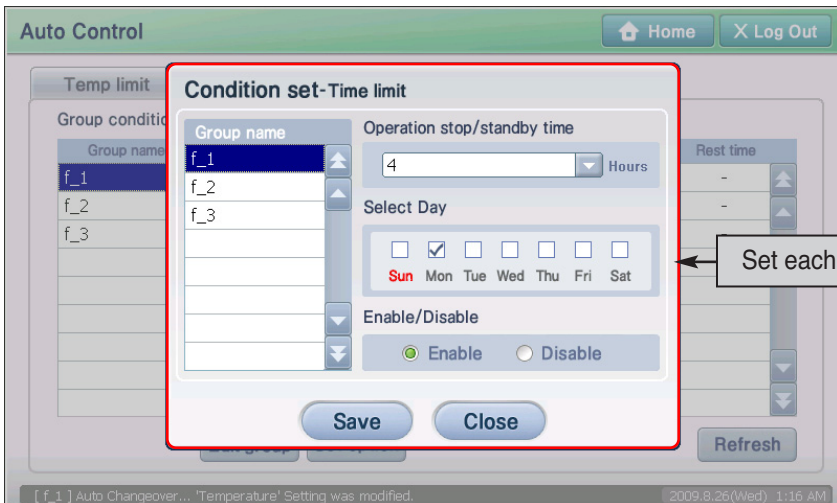 Auto Control
Home
X Log Out
Temp limit
Group conditio
Group name
Rest time
f_1
-
f_2
-
f_3
Condition set-Time limit
Group name
f_1
f_2
f_3
Operation stop/standby time
4
Hours
Select Day
Sun Mon Tue Wed Thu Fri Sat
Enable/Disable
Enable Disable
Save Close
Set each
Refresh
[ f_1 ] Auto Changeover... 'Temperature' Setting was modified.
2009.8.26(Wed) 1:16 AM